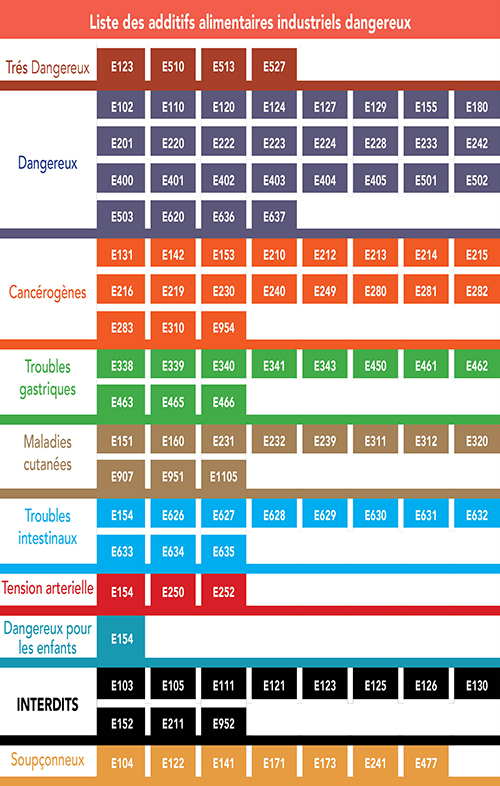 Liste des additifs alimentaires industriels dangereux
Trés Dangereux
E123 E510 E513 E527
Dangereux
E102 E110 E120 E124 E127 E129 E155 E180
E201 E220 E222 E223 E224 E228 E233 E242
E400 E401 E402 E403 E404 E405 E501 E502
E503 E620 E636 E637
Cancérogènes
E131 E142 E153 E210 E212 E213 E214 E215
E216 E219 E230 E240 E249 E280 E281 E282
E283 E310 E954
Troubles
gastriques
E338 E339 E340 E341 E343 E450 E461 E462
E463 E465 E466
Maladies
cutanées
E151 E160 E231 E232 E239 E311 E312 E320
E907 E951 E1105
Troubles
intestinaux
E154 E626 E627 E628 E629 E630 E631 E632
E633 E634 E635
Tension arterielle
E154 E250 E252
Dangereux pour
les enfants
E154
INTERDITS
E103 E105 E111 E121 E123 E125 E126 E130
E152 E211 E952
Soupçonneux
E104 E122 E141 E171 E173 E241 E477